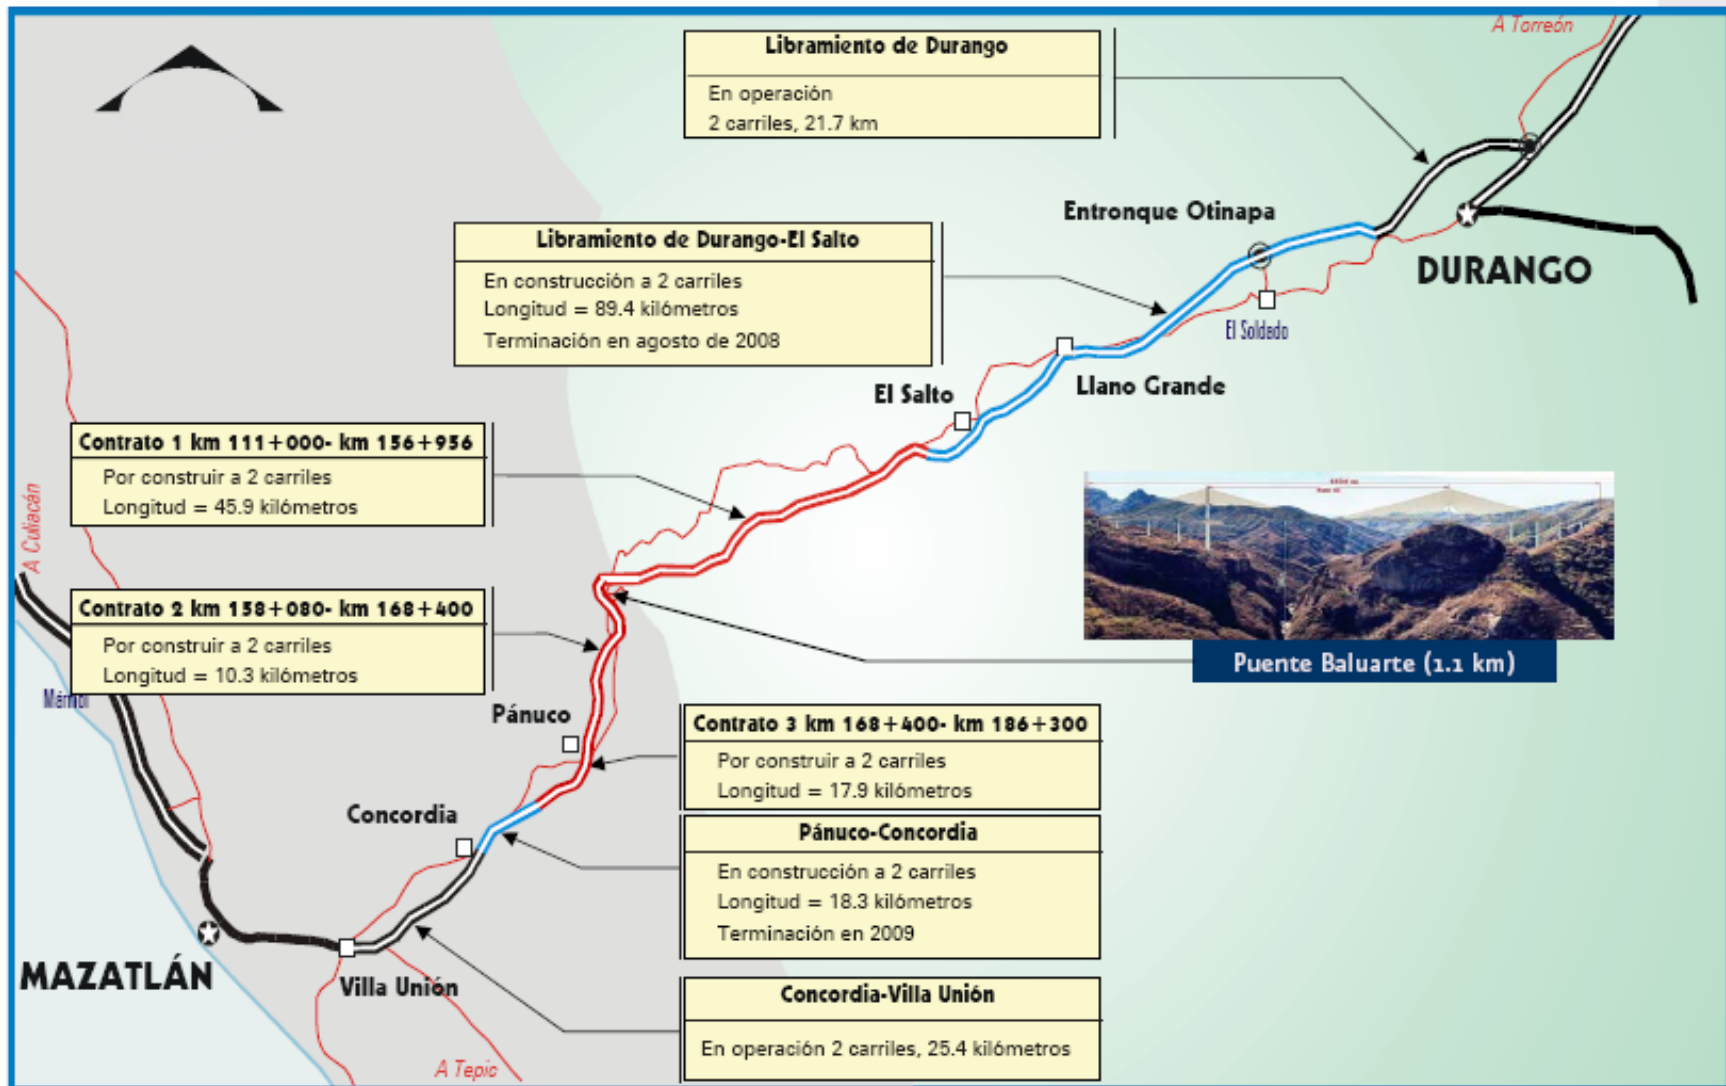 A Torreón
Libramiento de Durango
En operación
2 carriles, 21.7 km
Entronque Otinapa
DURANGO
Libramiento de Durango-El Salto
En construcción a 2 carriles
Longitud = 89.4 kilómetros
Terminación en agosto de 2008
El Soldado
Llano Grande
El Salto
Contrato 1 km 111+000- km 156+956
Por construir a 2 carriles
Longitud = 45.9 kilómetros
A Culiacán
Puente Baluarte (1.1 km)
Contrato 2 km 158+080- km 168+400
Por construir a 2 carriles
Longitud = 10.3 kilómetros
Mármol
Pánuco
Contrato 3 km 168+400- km 186+300
Por construir a 2 carriles
Longitud = 17.9 kilómetros
Concordia
Pánuco-Concordia
En construcción a 2 carriles
Longitud = 18.3 kilómetros
Terminación en 2009
MAZATLÁN
Villa Unión
Concordia-Villa Unión
En operación 2 carriles, 25.4 kilómetros
A Tepic